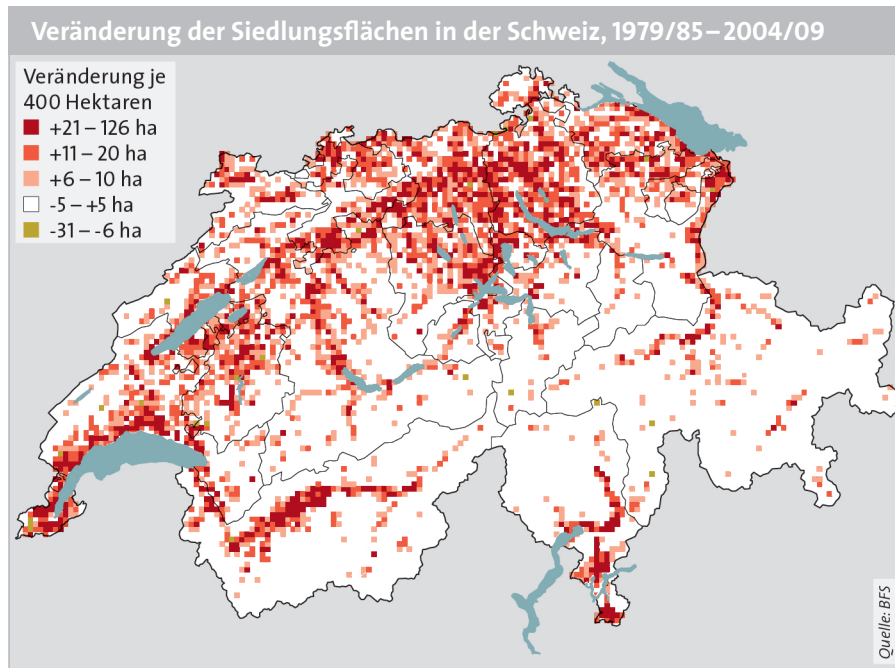 Veränderung der Siedlungsflächen in der Schweiz, 1979/85–2004/09
Veränderung je
400 Hektaren
+21 – 126 ha
+11 – 20 ha
+6 – 10 ha
-5 – +5 ha
-31 – -6 ha
Quelle: BFS